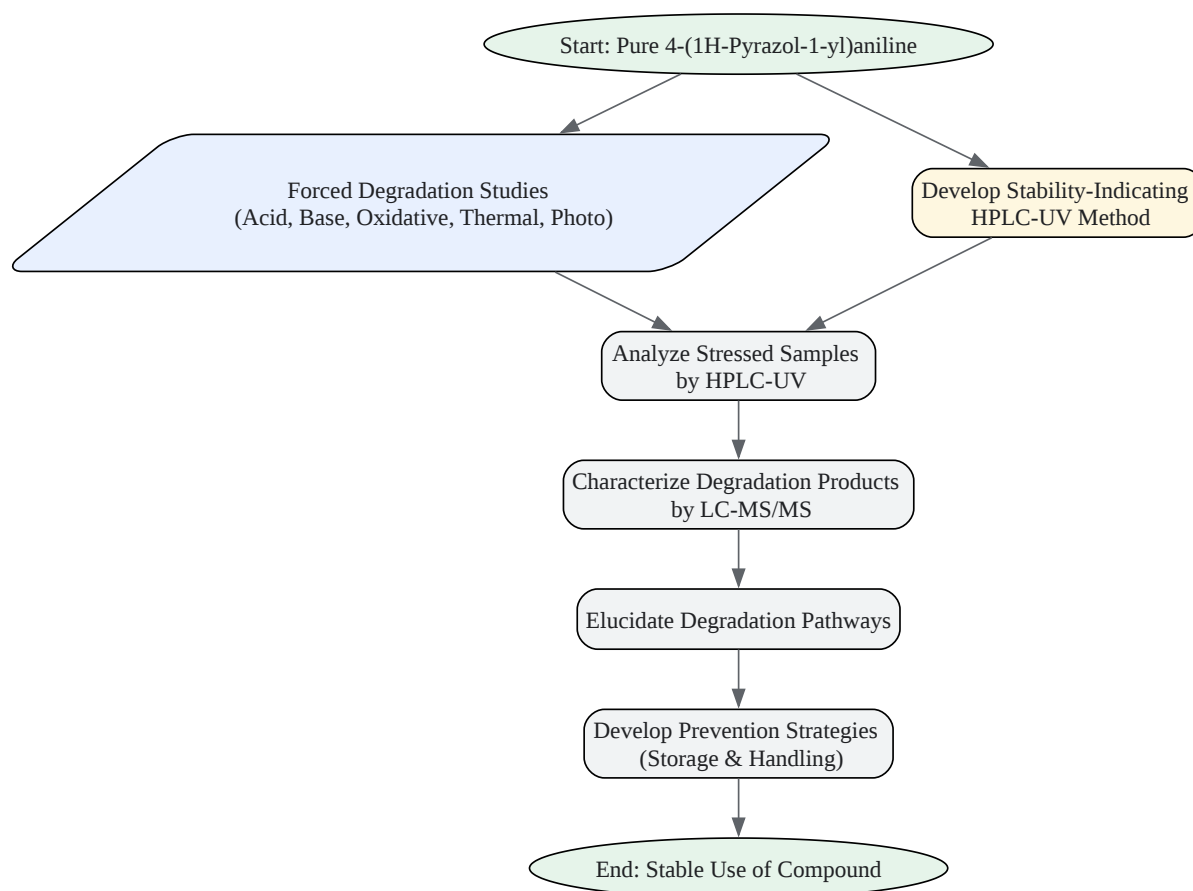 Start: Pure 4-(1H-Pyrazol-1-yl)aniline
Forced Degradation Studies
(Acid, Base, Oxidative, Thermal, Photo)
Develop Stability-Indicating
HPLC-UV Method
Analyze Stressed Samples
by HPLC-UV
Characterize Degradation Products
by LC-MS/MS
Elucidate Degradation Pathways
Develop Prevention Strategies
(Storage & Handling)
End: Stable Use of Compound